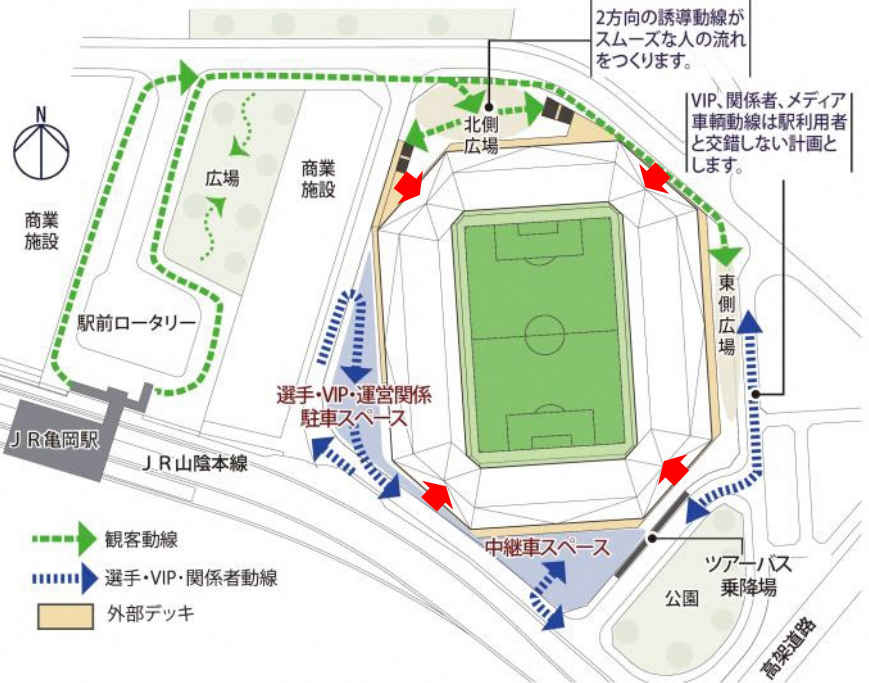 2方向の誘導動線が
スムーズな人の流れ
をつくります。
VIP、関係者、メディア
車輌動線は駅利用者
と交錯しない計画と
します。
N
北側
広場
広場
商業
施設
商業
施設
東側広場
駅前ロータリー
選手・VIP・運営関係
駐車スペース
JR亀岡駅
JR山陰本線
中継車スペース
ツアーバス
乗降場
公園
高架道路
観客動線
選手・VIP・関係者動線
外部デッキ